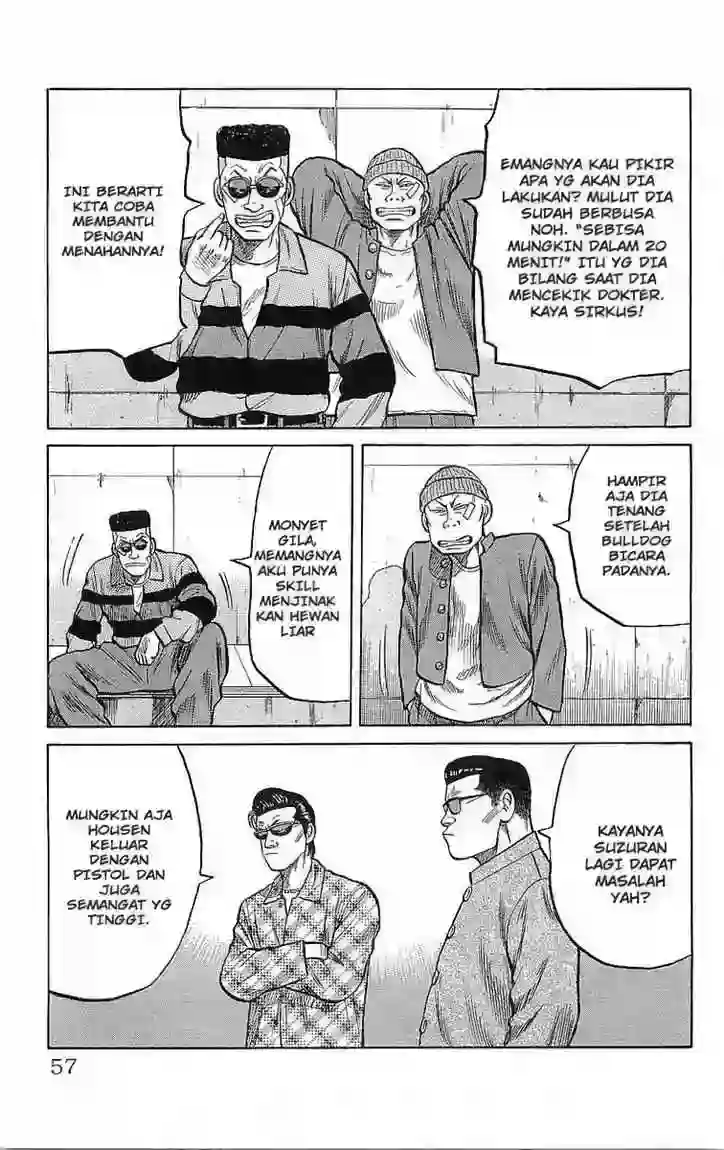 EMANGNYA KAU PIKIR
APA YG AKAN DIA
LAKUKAN? MULUT DIA
SUDAH BERBUSA
NOH. "SEBISA
MUNGKIN DALAM 20
MENIT!" ITU YG DIA
BILANG SAAT DIA
MENCEKIK DOKTER.
KAYA SIRKUS!
INI BERARTI
KITA COBA
MEMBANTU
DENGAN
MENAHANNYA!
HAMPIR
AJA DIA
TENANG
SETELAH
BULLDOG
BICARA
PADANYA.
MONYET
GILA,
MEMANGNYA
AKU PUNYA
SKILL
MENJINAK
KAN HEWAN
LIAR
KAYANYA
SUZURAN
LAGI DAPAT
MASALAH
YAH?
MUNGKIN AJA
HOUSEN
KELUAR
DENGAN
PISTOL DAN
JUGA
SEMANGAT YG
TINGGI.
57